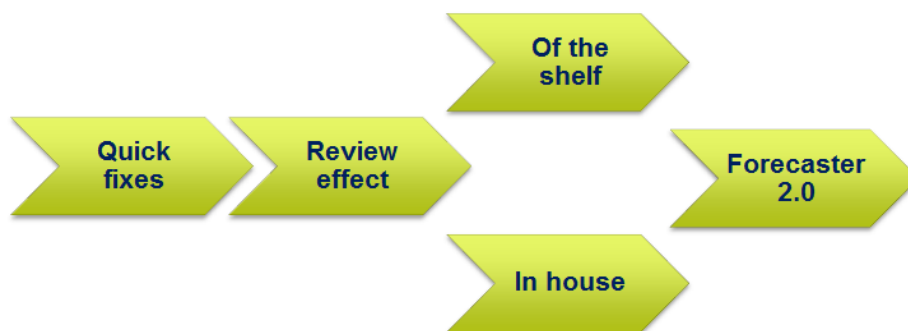 Quick
fixes
Review
effect
Of the
shelf
In house
Forecaster
2.0